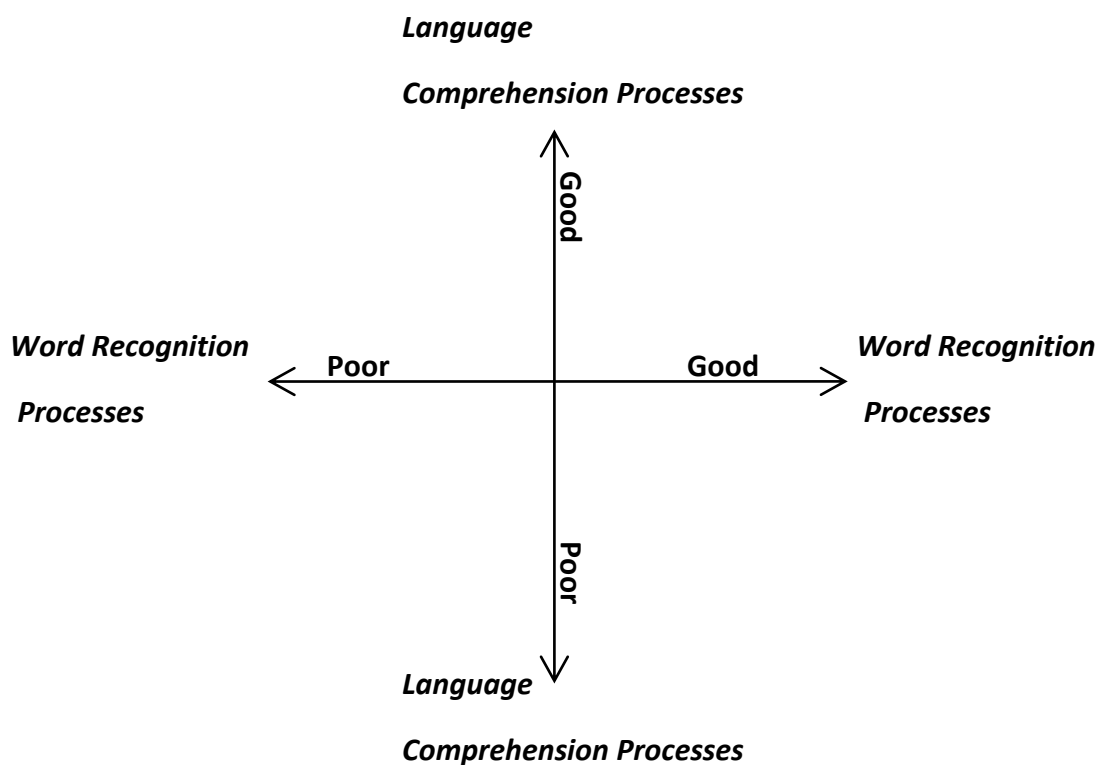 Language
Comprehension Processes
Good
Word Recognition
Processes
Poor
Good
Word Recognition
Processes
Poor
Language
Comprehension Processes